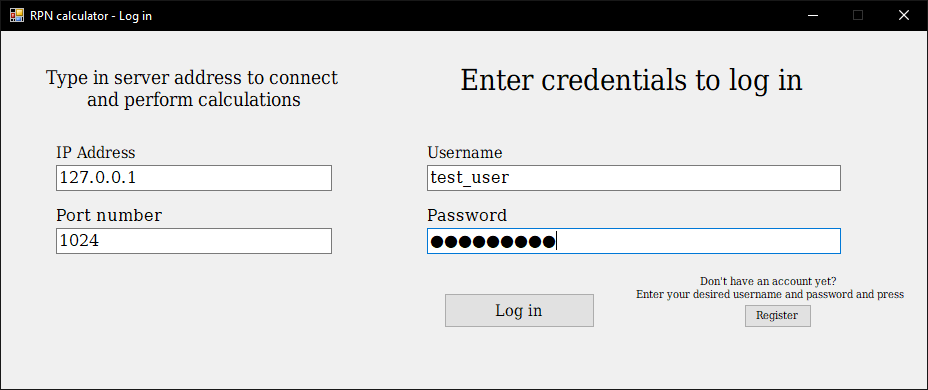 RPN calculator - Log in
Type in server address to connect
and perform calculations
IP Address
127.0.0.1
Port number
1024
Enter credentials to log in
Username
test_user
Password
●●●●●●●●●
Log in
Don't have an account yet?
Enter your desired username and password and press
Register